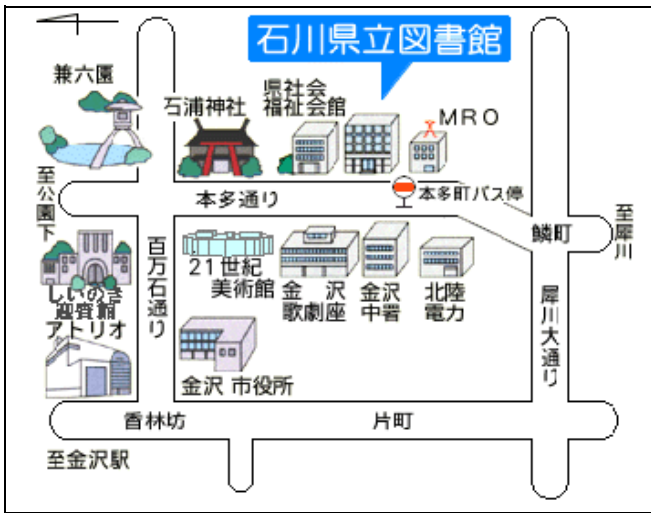 石川県立図書館
兼六園
石浦神社
県社会
福祉会館
MRO
至公園下
本多通り
本多町バス停
鱗町
至犀川
百万石通り
21世紀
美術館
金沢
歌劇座
金沢
中署
北陸
電力
犀川大通り
しいのき
迎賓館
アトリオ
金沢市役所
香林坊
片町
至金沢駅